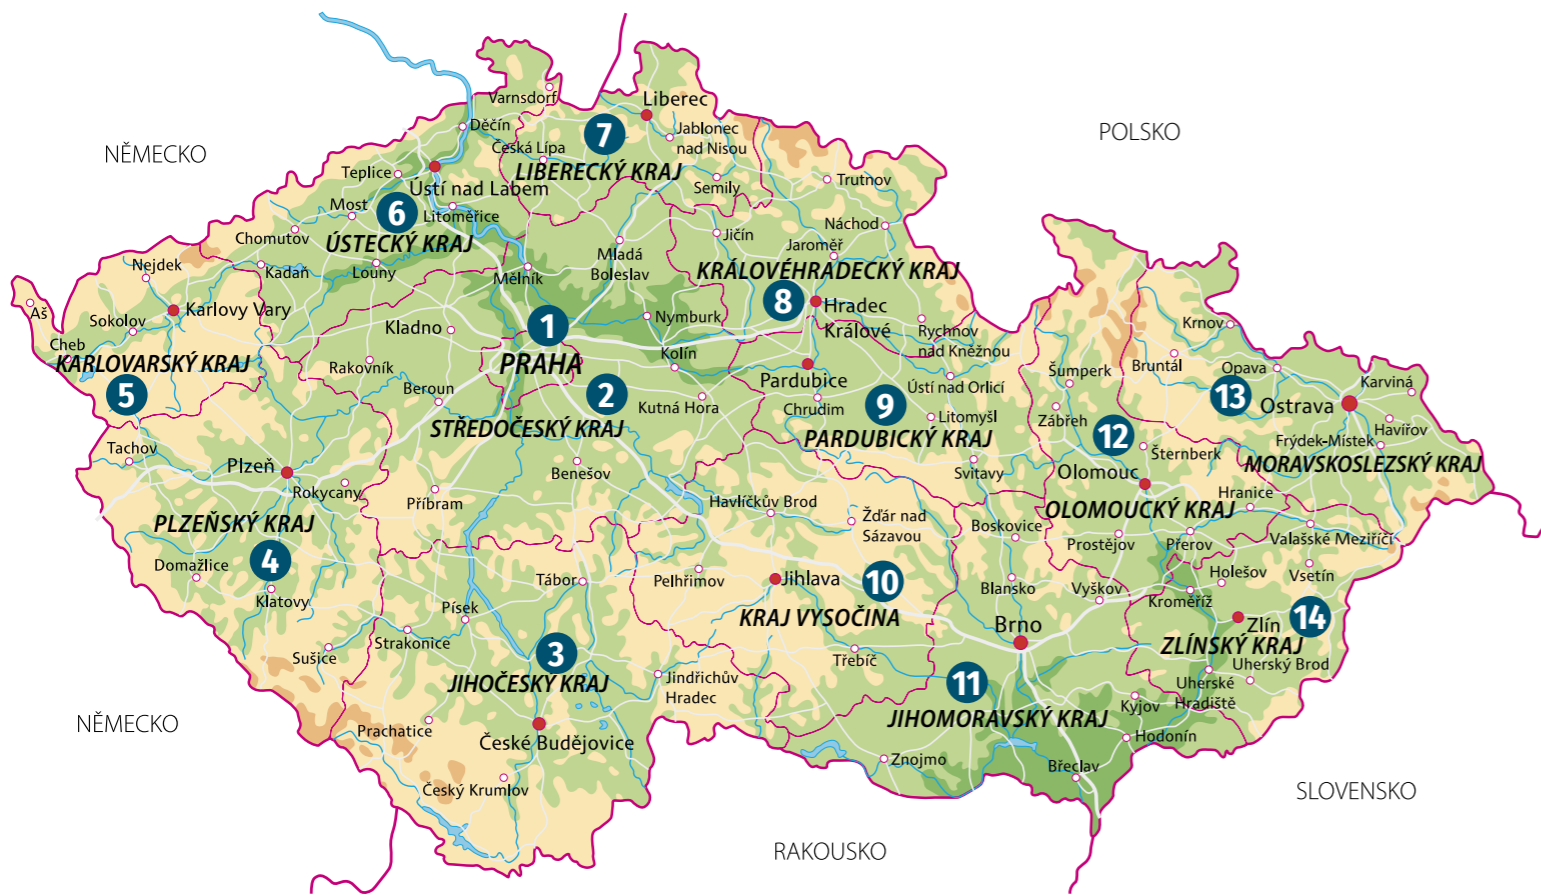 NĚMECKO
POLSKO
NĚMECKO
RAKOUSKO
SLOVENSKO
Varnsdorf
Děčín
Liberec
7
Jablonec
nad Nisou
Česká Lípa
LIBERECKÝ KRAJ
Semily
Teplice
Ústí nad Labem
Most
6
Litoměřice
Chomutov
ÚSTECKÝ KRAJ
Kadaň
Louny
Trutnov
Náchod
Jičín
Jaroměř
KRÁLOVÉHRADECKÝ KRAJ
8
Hradec
Králové
Rychnov
nad Kněžnou
Mladá
Boleslav
Mělník
Nejdek
Aš
Sokolov
Karlovy Vary
Cheb
KARLOVARSKÝ KRAJ
5
Kladno
1
PRAHA
Nymburk
Kolín
Rakovník
Beroun
2
Kutná Hora
STŘEDOČESKÝ KRAJ
Benešov
Příbram
Pardubice
Chrudim
9
Ústí nad Orlicí
Litomyšl
PARDUBICKÝ KRAJ
Svitavy
Tachov
Plzeň
Rokycany
PLZEŇSKÝ KRAJ
4
Domažlice
Klatovy
Sušice
Tábor
Písek
Strakonice
3
JIHOČESKÝ KRAJ
Jindřichův
Hradec
Prachatice
České Budějovice
Český Krumlov
Havlíčkův Brod
Žďár nad
Sázavou
Pelhřimov
Jihlava
10
KRAJ VYSOČINA
Třebíč
Boskovice
Blansko
Vyškov
Brno
11
JIHOMORAVSKÝ KRAJ
Kyjov
Hodonín
Znojmo
Břeclav
Šumperk
Zábřeh
12
Šternberk
Olomouc
OLOMOUCKÝ KRAJ
Hranice
Prostějov
Přerov
Krnov
Bruntál
Opava
13
Ostrava
Karviná
Havířov
Frýdek-Místek
MORAVSKOSLEZSKÝ KRAJ
Valašské Meziříčí
Holešov
Vsetín
Kroměříž
14
Zlín
ZLÍNSKÝ KRAJ
Uherský Brod
Uherské
Hradiště